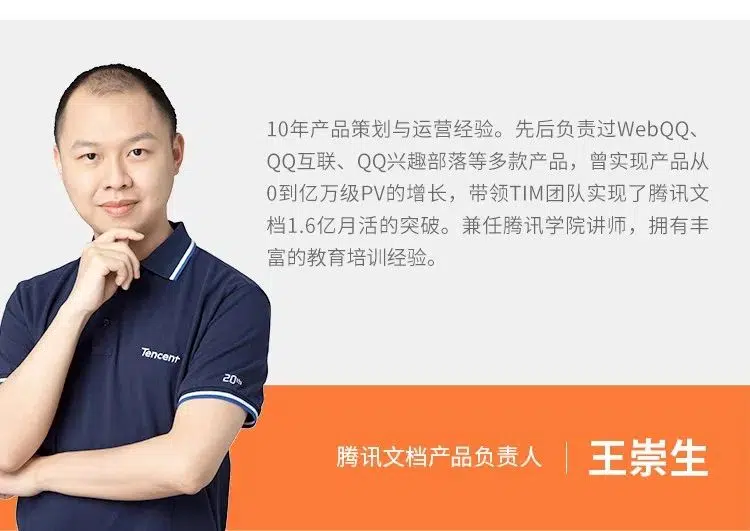 10年产品策划与运营经验。先后负责过WebQQ、
QQ互联、QQ兴趣部落等多款产品，曾实现产品从
0到亿万级PV的增长，带领TIM团队实现了腾讯文
档1.6亿月活的突破。兼任腾讯学院讲师，拥有丰
富的教育培训经验。
Tencent
20th
腾讯文档产品负责人 | 王崇生